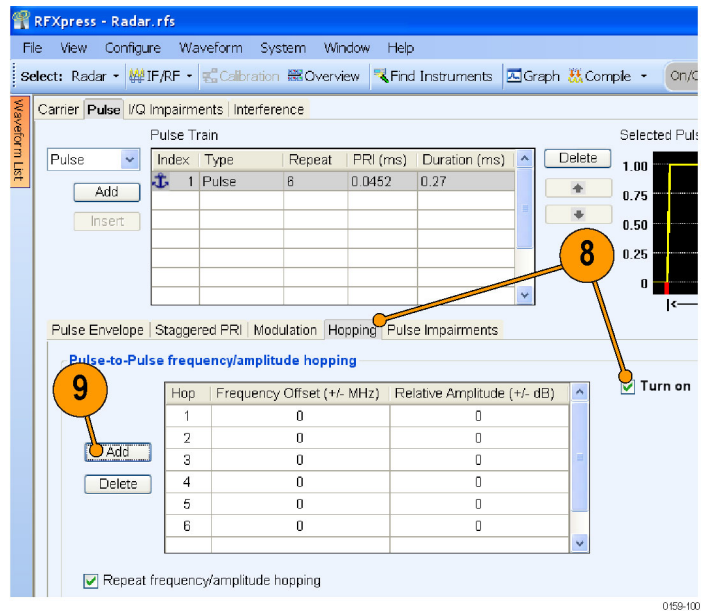 RFXpress - Radar.rfs
File View Configure Waveform System Window Help
Select: Radar IF/RF Calibration Overview Find Instruments Graph Compile On/
Waveform List
Carrier Pulse I/Q Impairments Interference
Pulse Train
Selected Puls
Pulse
Index Type Repeat PRI (ms) Duration (ms)
1 Pulse 6 0.0452 0.27
Add
Insert
Delete
1.00
0.75
0.50
0.25
0
8
Pulse Envelope Staggered PRI Modulation Hopping Pulse Impairments
Pulse-to-Pulse frequency/amplitude hopping
Turn on
9
Hop Frequency Offset (+/- MHz) Relative Amplitude (+/- dB)
1 0 0
2 0 0
3 0 0
4 0 0
5 0 0
6 0 0
Add
Delete
Repeat frequency/amplitude hopping
0159-100